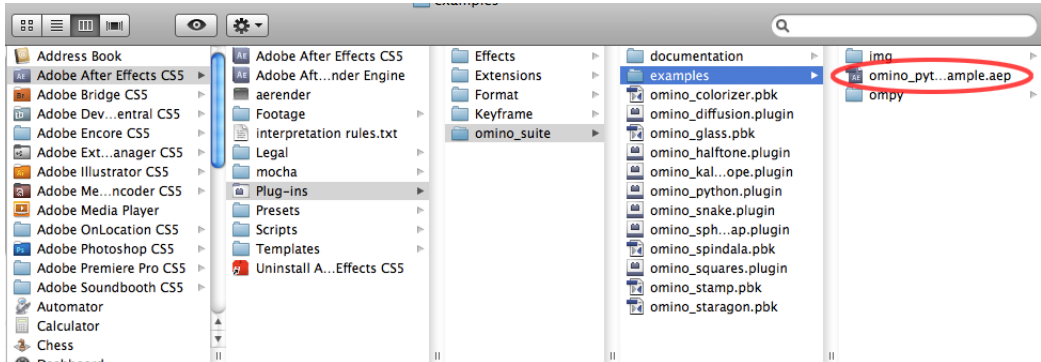 examples
Address Book
Adobe After Effects CS5
Adobe Bridge CS5
Adobe Dev...entral CS5
Adobe Encore CS5
Adobe Ext...anager CS5
Adobe Illustrator CS5
Adobe Me...ncoder CS5
Adobe Media Player
Adobe OnLocation CS5
Adobe Photoshop CS5
Adobe Premiere Pro CS5
Adobe Soundbooth CS5
Automator
Calculator
Chess
Dashboard
Adobe After Effects CS5
Adobe Aft...nder Engine
aerender
Footage
interpretation rules.txt
Legal
mocha
Plug-ins
Presets
Scripts
Templates
Uninstall A...Effects CS5
Effects
Extensions
Format
Keyframe
omino_suite
documentation
examples
omino_colorizer.pbk
omino_diffusion.plugin
omino_glass.pbk
omino_halftone.plugin
omino_kal...ope.plugin
omino_python.plugin
omino_snake.plugin
omino_sph...ap.plugin
omino_spindala.pbk
omino_squares.plugin
omino_stamp.pbk
omino_staragon.pbk
img
omino_pyt...ample.aep
ompy